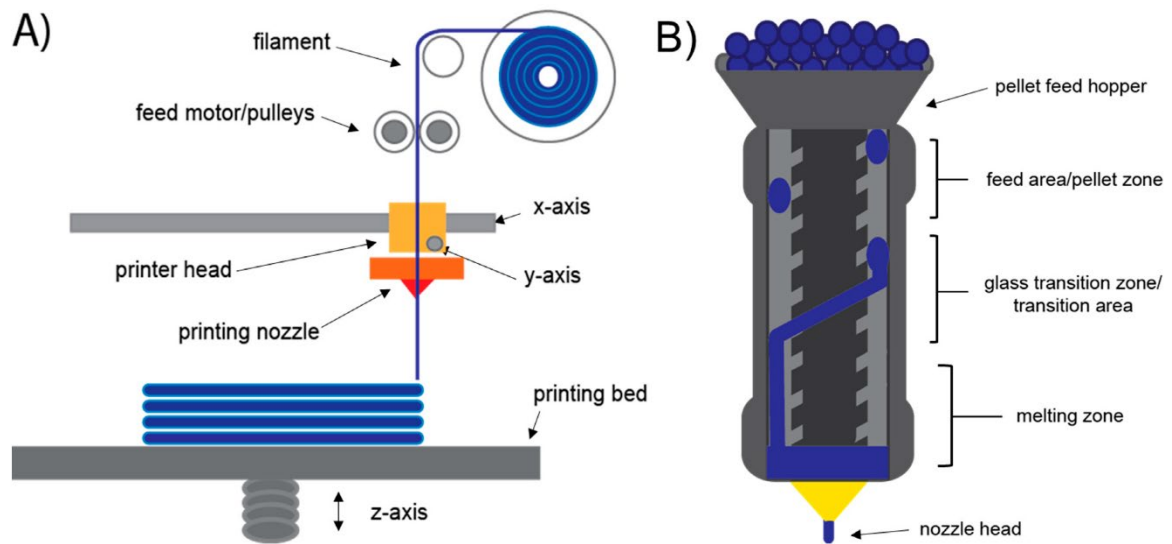 A)
filament
feed motor/pulleys
x-axis
printer head
y-axis
printing nozzle
printing bed
z-axis
B)
pellet feed hopper
feed area/pellet zone
glass transition zone/
transition area
melting zone
nozzle head